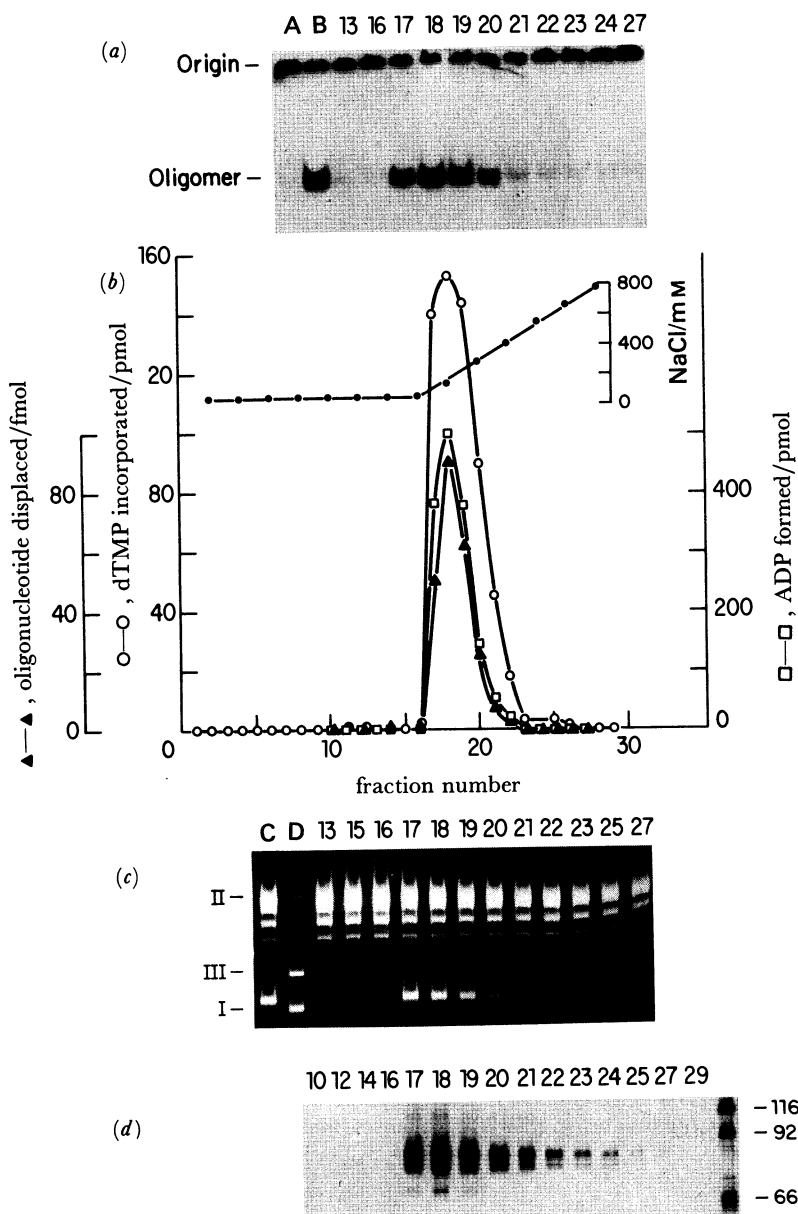 A B 13 16 17 18 19 20 21 22 23 24 27
(a)
Origin –
Oligomer –
(b)
160
20
80
40
0
80
40
0
▲—▲, oligonucleotide displaced/fmol
○—○, dTMP incorporated/pmol
800
400
0
NaCl/mM
400
200
0
□—□, ADP formed/pmol
0 10 20 30
fraction number
C D 13 15 16 17 18 19 20 21 22 23 25 27
(c)
II –
III –
I –
10 12 14 16 17 18 19 20 21 22 23 24 25 27 29
(d)
– 116
– 92
– 66